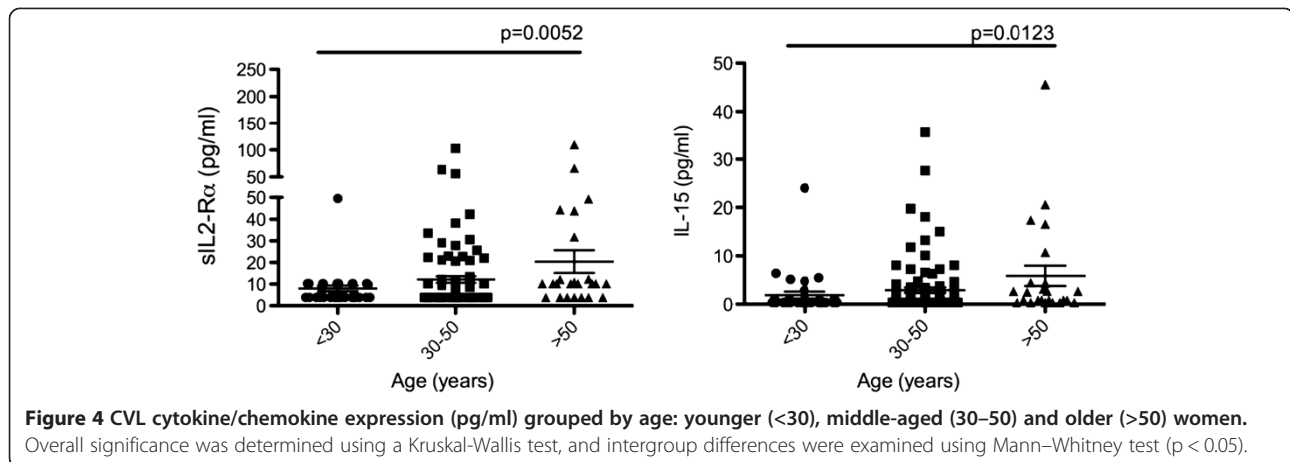 p=0.0052
sIL2-Rα (pg/ml)
250
200
150
100
50
50
40
30
20
10
0
<30
30-50
>50
Age (years)
p=0.0123
IL-15 (pg/ml)
50
40
30
20
10
0
<30
30-50
>50
Age (years)
Figure 4 CVL cytokine/chemokine expression (pg/ml) grouped by age: younger (<30), middle-aged (30–50) and older (>50) women.
Overall significance was determined using a Kruskal-Wallis test, and intergroup differences were examined using Mann–Whitney test (p < 0.05).